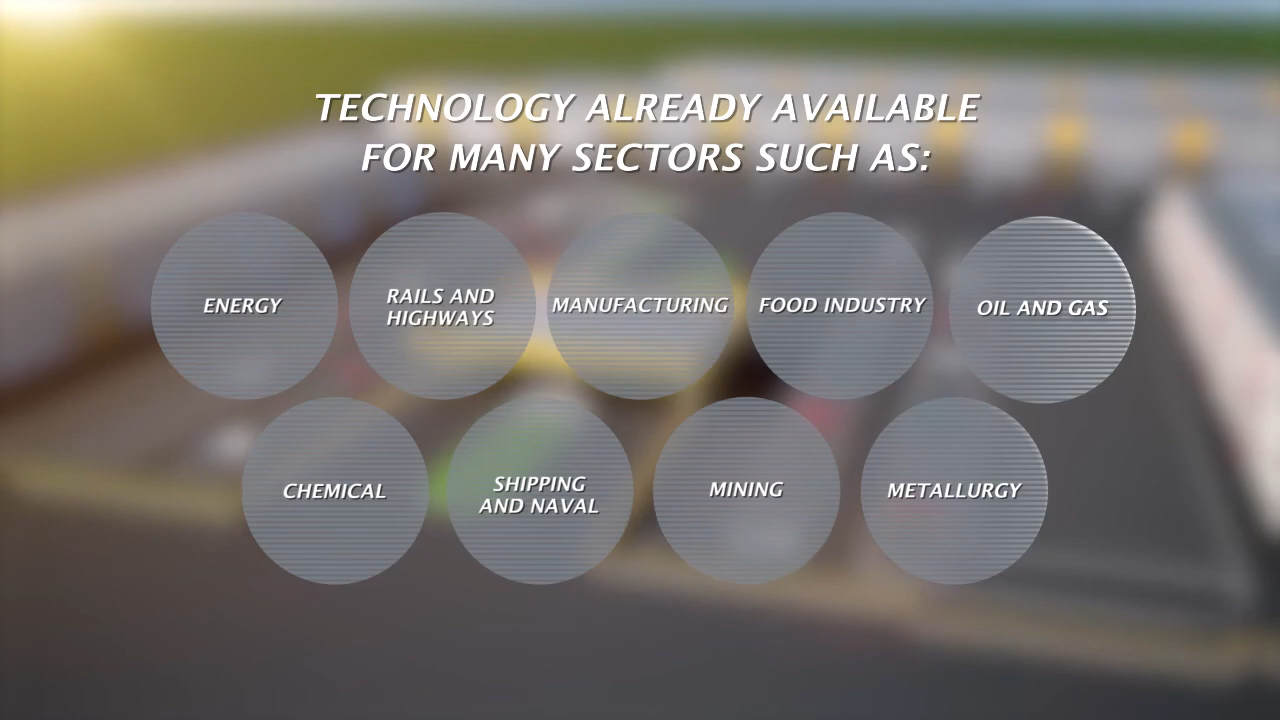 TECHNOLOGY ALREADY AVAILABLE
FOR MANY SECTORS SUCH AS:
ENERGY
RAILS AND
HIGHWAYS
MANUFACTURING
FOOD INDUSTRY
OIL AND GAS
CHEMICAL
SHIPPING
AND NAVAL
MINING
METALLURGY